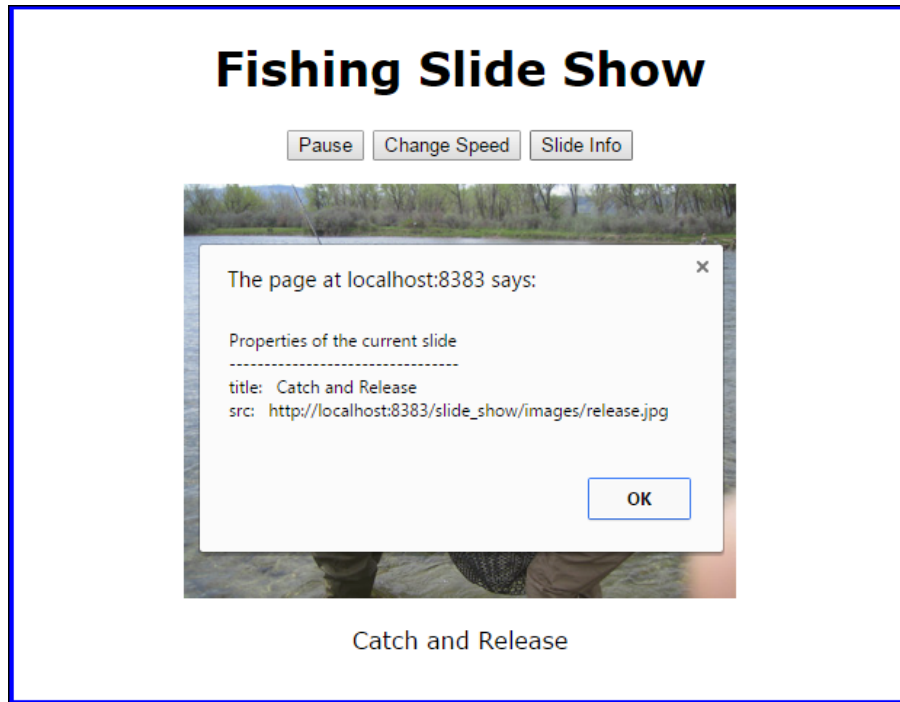 Fishing Slide Show
Pause Change Speed Slide Info
The page at localhost:8383 says:
Properties of the current slide
---------------------------------
title: Catch and Release
src: http://localhost:8383/slide_show/images/release.jpg
OK
Catch and Release